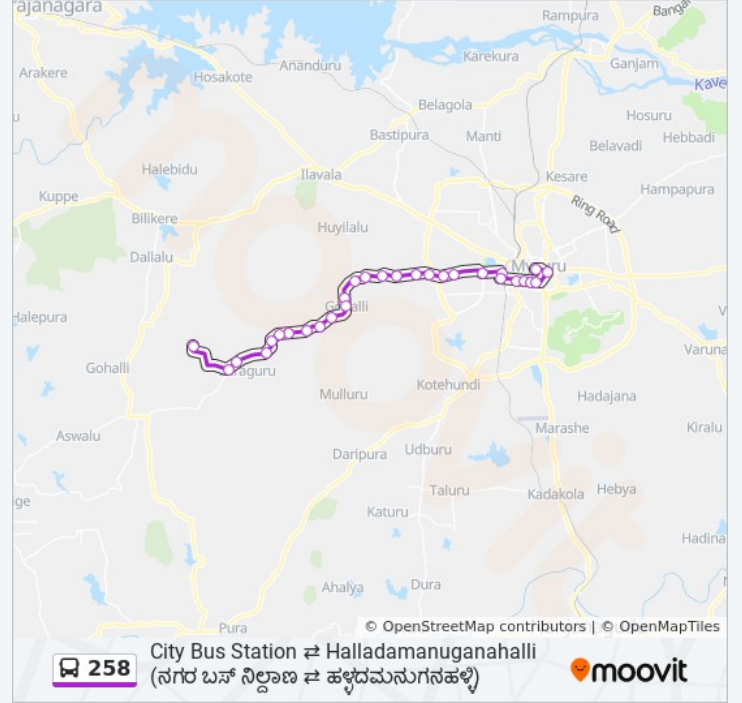 rajanagara
Rampura
Banga
Karekura
Ganjam
Ananduru
Arakere
Hosakote
Kave
Belagola
Hosuru
Bastipura
Manti
Hebbadi
Belavadi
Halebidu
Ilavala
Kesare
Hampapura
Kuppe
Ring Road
Bilikere
Huyilalu
Dallalu
Mysuru
Halepura
Gohalli
Varuna
Gohalli
raguru
Kotehundi
Mulluru
Hadajana
Aswalu
Marashe
Kiralu
Daripura
Udburu
Taluru
Kadakola
Hebya
ge
Katuru
Hadina
Ahalya
Dura
Pura
© OpenStreetMap contributors | © OpenMapTiles
258
City Bus Station ⇄ Halladamanuganahalli
(ನಗರ ಬಸ್ ನಿಲ್ದಾಣ ⇄ ಹಳ್ಳದಮನುಗನಹಳ್ಳಿ)
moovit